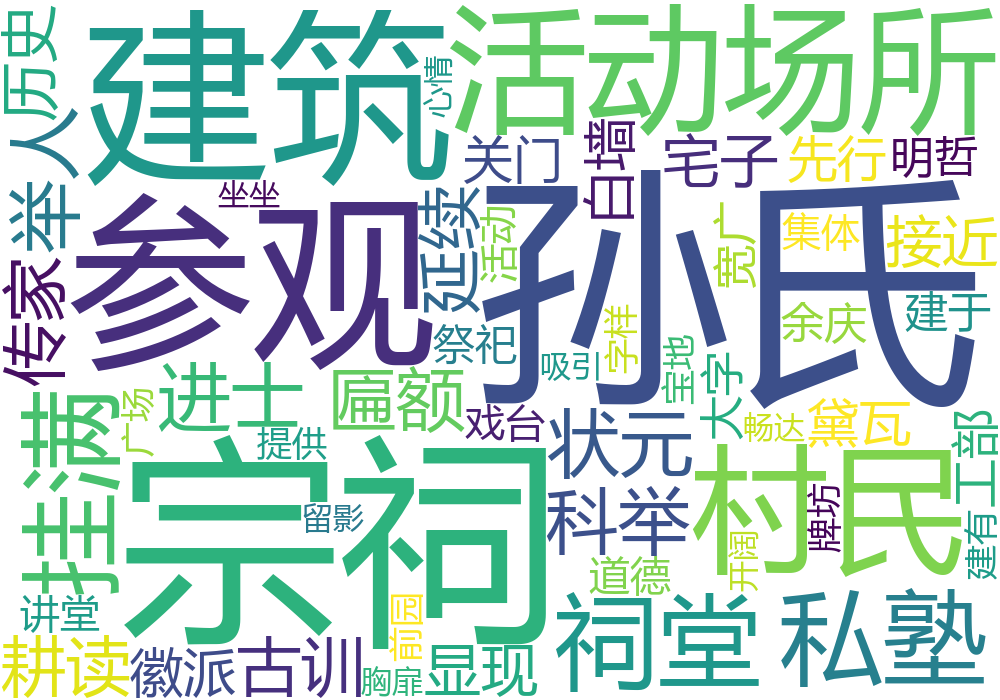 历史
建筑
心情
活动场所
举人
坐坐
关门
白墙
宅子
先行
明哲
参观
延续
活动
孙氏
宽广
集体
接近
传家
祭祀
吸引
字样
宝地
余庆
建于
挂满
广场
进士
匾额
提供
戏台
状元
大字
畅达
黛瓦
工部
宗祠
留影
科举
村民
牌坊
建有
讲堂
前园
道德
开阔
耕读
徽派
古训
胸扉
显现
祠堂
私塾